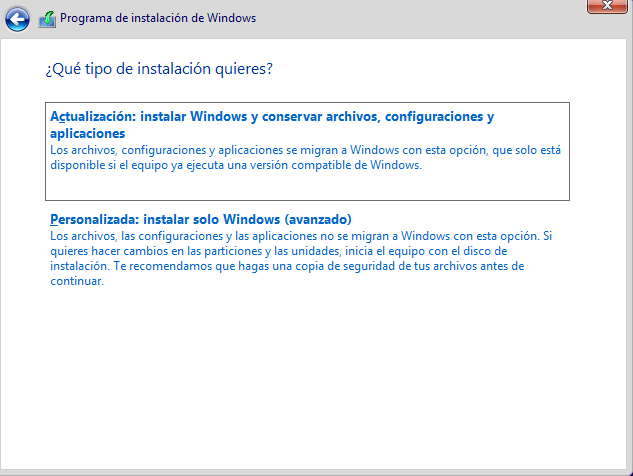 Programa de instalación de Windows
¿Qué tipo de instalación quieres?
Actualización: instalar Windows y conservar archivos, configuraciones y
aplicaciones
Los archivos, configuraciones y aplicaciones se migran a Windows con esta opción, que solo está
disponible si el equipo ya ejecuta una versión compatible de Windows.
Personalizada: instalar solo Windows (avanzado)
Los archivos, las configuraciones y las aplicaciones no se migran a Windows con esta opción. Si
quieres hacer cambios en las particiones y las unidades, inicia el equipo con el disco de
instalación. Te recomendamos que hagas una copia de seguridad de tus archivos antes de
continuar.